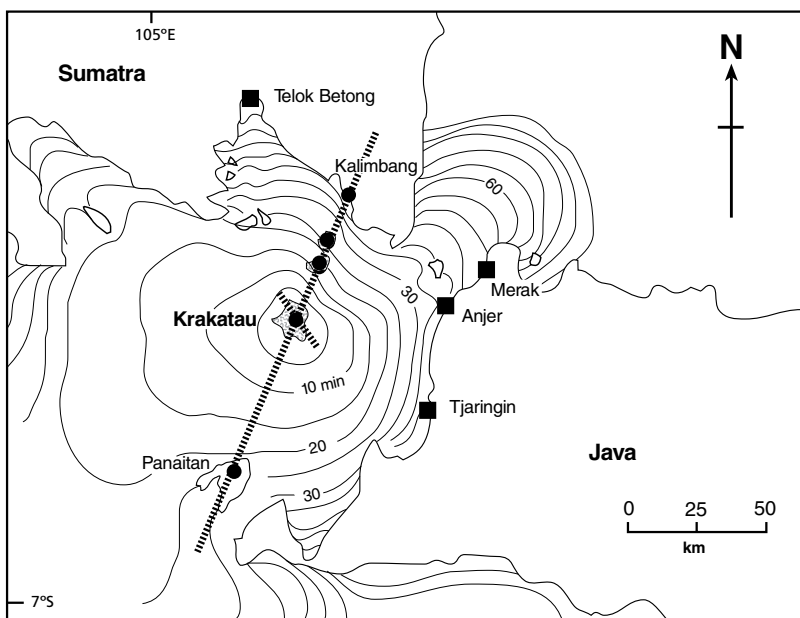 105°E
Sumatra
N
Telok Betong
Kalimbang
60
30
Merak
Krakatau
Anjer
10 min
Tjaringin
20
Panaitan
Java
30
0 25 50
km
7°S